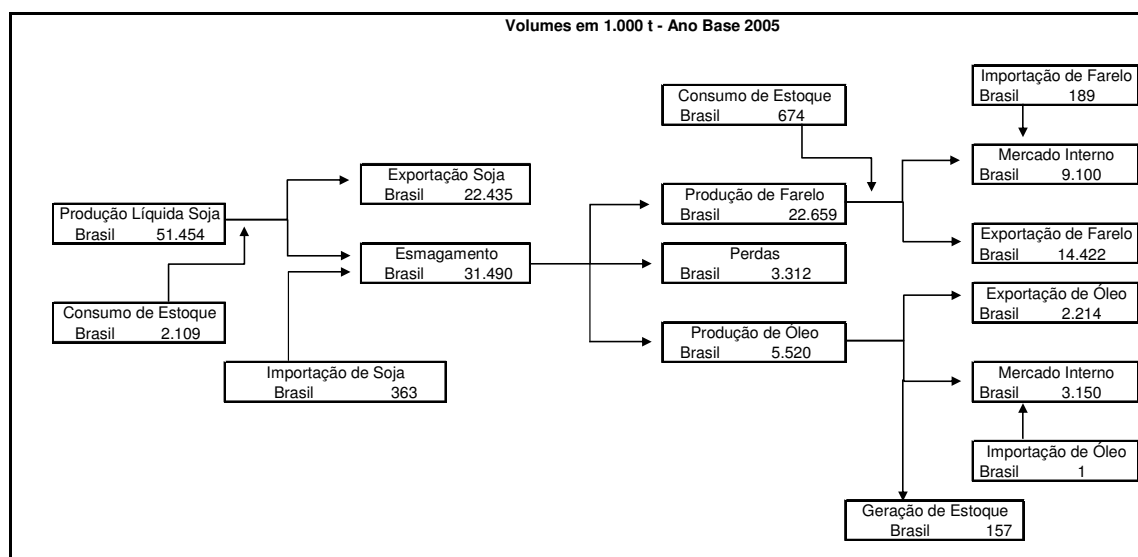 Volumes em 1.000 t - Ano Base 2005
Importação de Farelo
Brasil 189
Consumo de Estoque
Brasil 674
Mercado Interno
Brasil 9.100
Exportação Soja
Brasil 22.435
Produção de Farelo
Brasil 22.659
Produção Líquida Soja
Brasil 51.454
Exportação de Farelo
Brasil 14.422
Esmagamento
Brasil 31.490
Perdas
Brasil 3.312
Exportação de Óleo
Brasil 2.214
Consumo de Estoque
Brasil 2.109
Produção de Óleo
Brasil 5.520
Importação de Soja
Brasil 363
Mercado Interno
Brasil 3.150
Importação de Óleo
Brasil 1
Geração de Estoque
Brasil 157